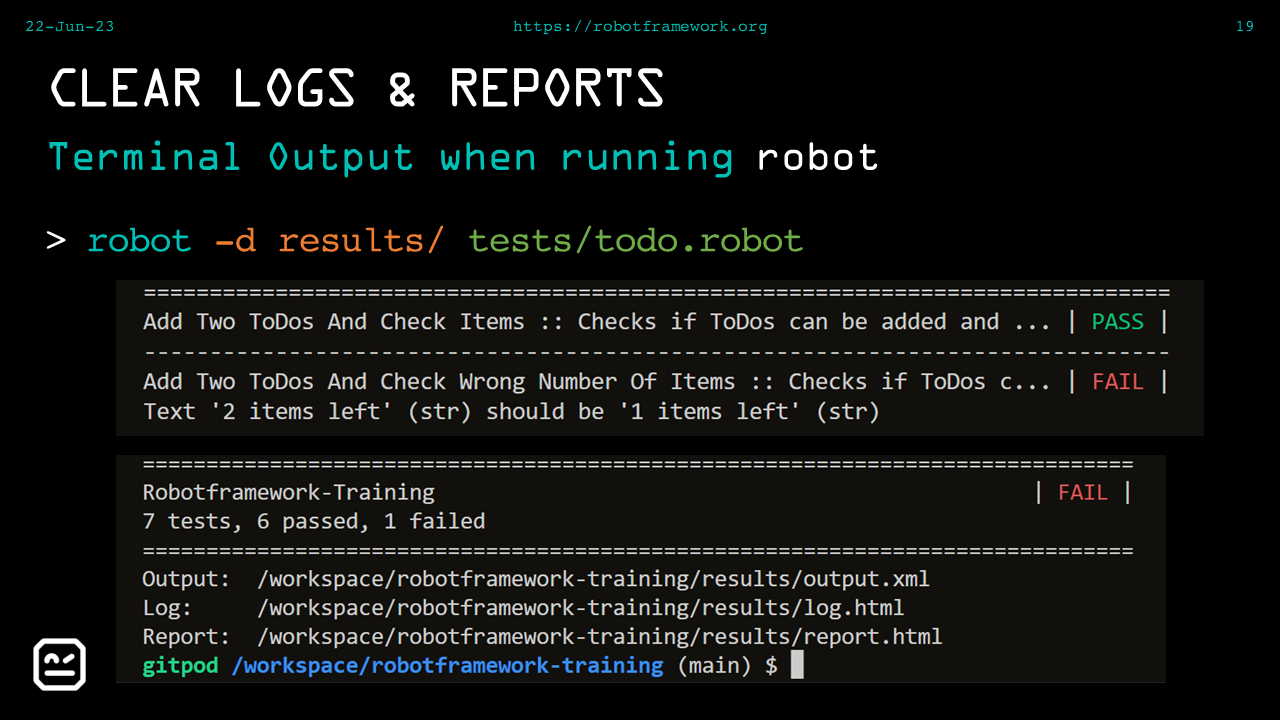 22-Jun-23 https://robotframework.org 19
CLEAR LOGS & REPORTS
Terminal Output when running robot
> robot -d results/ tests/todo.robot
==============================================================================
Add Two ToDos And Check Items :: Checks if ToDos can be added and ... | PASS |
------------------------------------------------------------------------------
Add Two ToDos And Check Wrong Number Of Items :: Checks if ToDos c... | FAIL |
Text '2 items left' (str) should be '1 items left' (str)
==============================================================================
Robotframework-Training | FAIL |
7 tests, 6 passed, 1 failed
==============================================================================
Output: /workspace/robotframework-training/results/output.xml
Log: /workspace/robotframework-training/results/log.html
Report: /workspace/robotframework-training/results/report.html
gitpod /workspace/robotframework-training (main) $